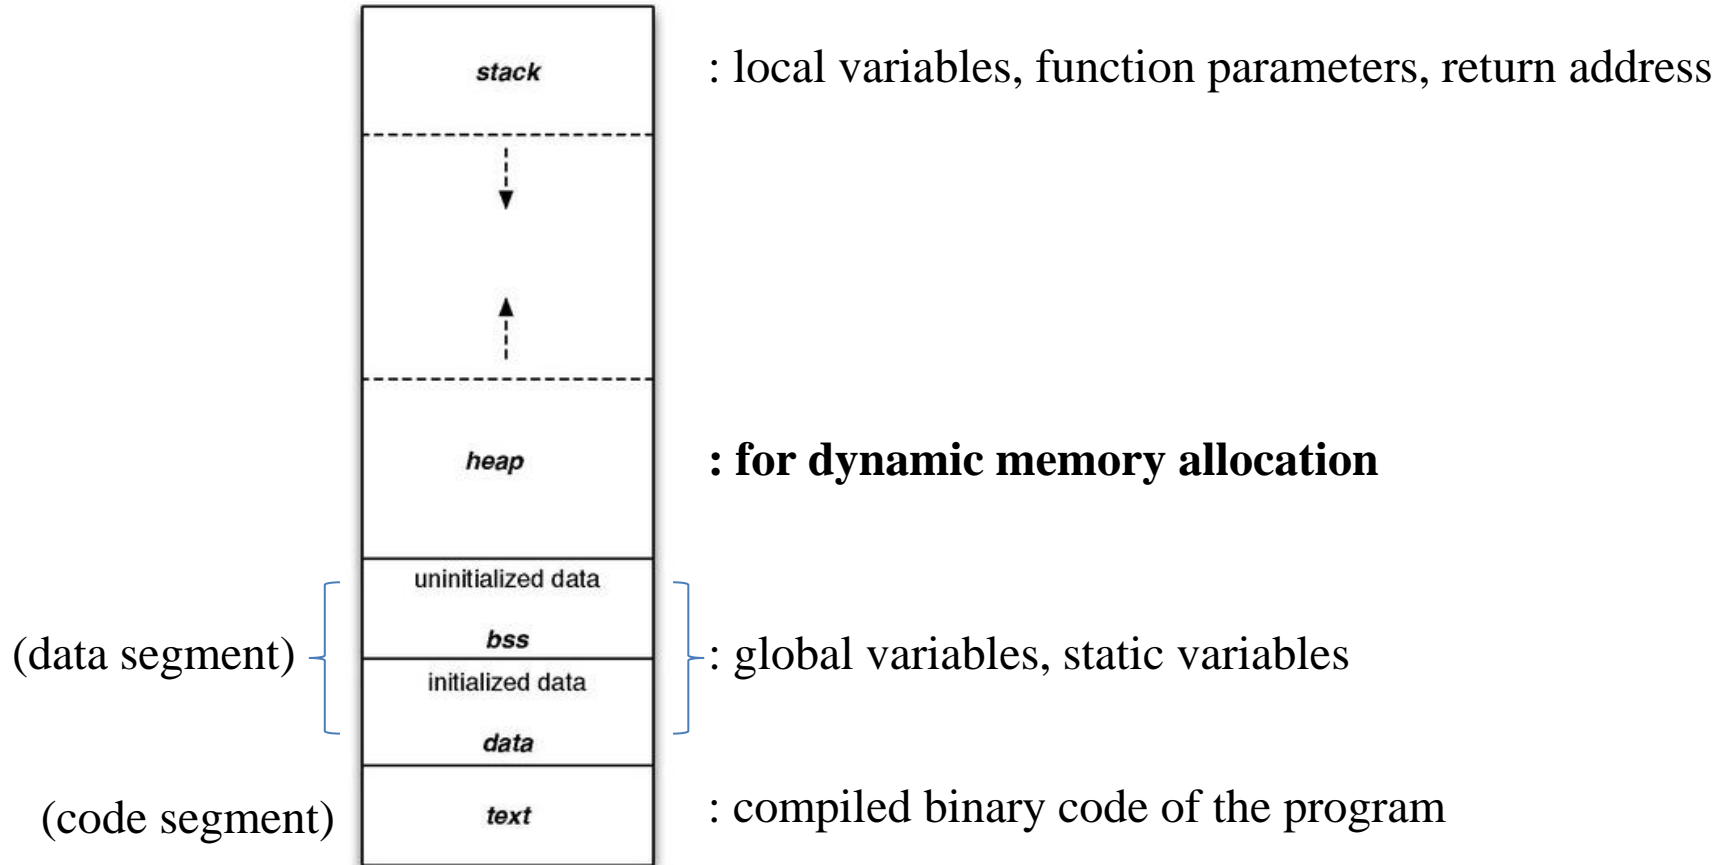 stack : local variables, function parameters, return address
heap : for dynamic memory allocation
uninitialized data
bss
(data segment) : global variables, static variables
initialized data
data
(code segment) text : compiled binary code of the program